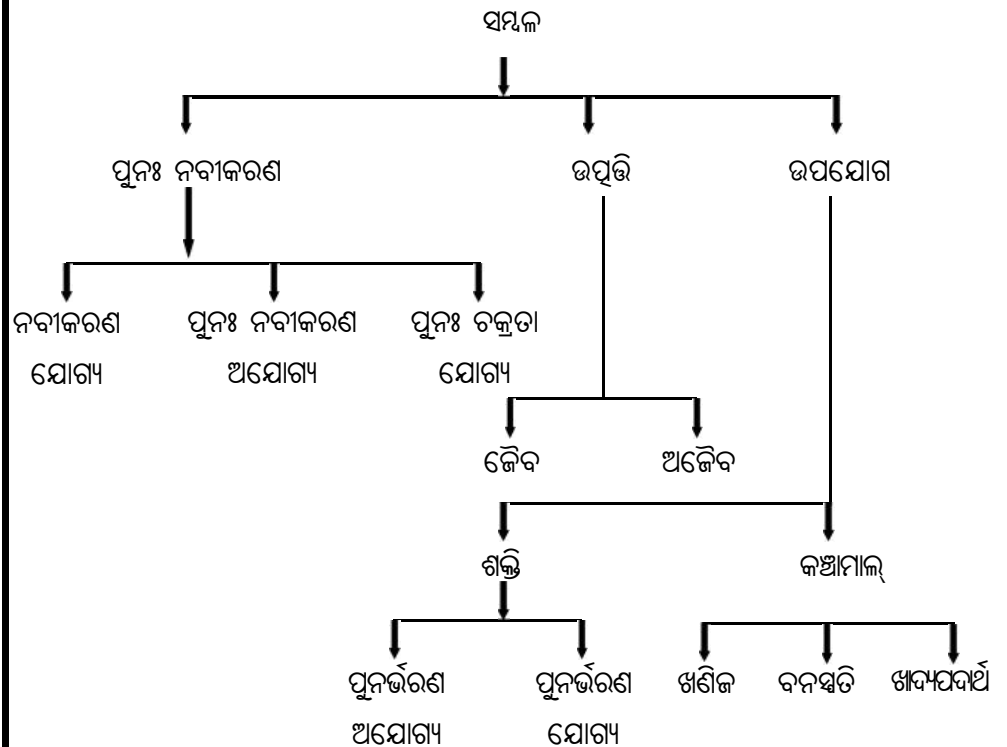 ସମ୍ବଳ
ପୁନଃ ନବୀକରଣ ଉତ୍ପତ୍ତି ଉପଯୋଗ
ନବୀକରଣ ପୁନଃ ନବୀକରଣ ପୁନଃ ଚକ୍ରତା
ଯୋଗ୍ୟ ଅଯୋଗ୍ୟ ଯୋଗ୍ୟ
ଜୈବ ଅଜୈବ
ଶକ୍ତି କଞ୍ଚାମାଲ୍
ପୁନର୍ଭରଣ ପୁନର୍ଭରଣ ଖଣିଜ ବନସ୍ପତି ଖାଦ୍ୟପଦାର୍ଥ
ଅଯୋଗ୍ୟ ଯୋଗ୍ୟ